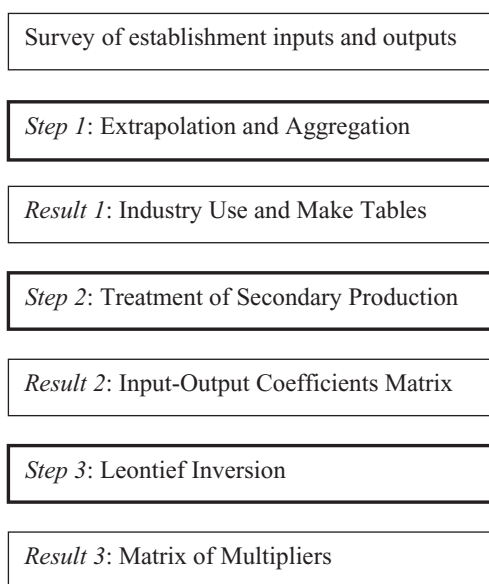 Survey of establishment inputs and outputs
Step 1: Extrapolation and Aggregation
Result 1: Industry Use and Make Tables
Step 2: Treatment of Secondary Production
Result 2: Input-Output Coefficients Matrix
Step 3: Leontief Inversion
Result 3: Matrix of Multipliers